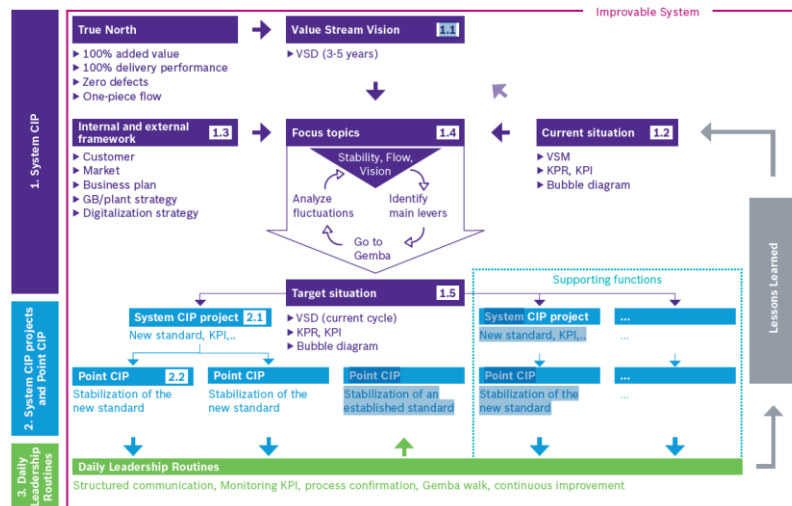 Improvable System
True North
▶ 100% added value
▶ 100% delivery performance
▶ Zero defects
▶ One-piece flow
Value Stream Vision 1.1
▶ VSD (3-5 years)
1. System CIP
Internal and external
framework 1.3
▶ Customer
▶ Market
▶ Business plan
▶ GB/plant strategy
▶ Digitalization strategy
Focus topics 1.4
Stability, Flow,
Vision
Analyze
fluctuations
Identify
main levers
Go to
Gemba
Current situation 1.2
▶ VSM
▶ KPR, KPI
▶ Bubble diagram
Lessons Learned
Target situation 1.5
▶ VSD (current cycle)
▶ KPR, KPI
▶ Bubble diagram
Supporting functions
2. System CIP projects
and Point CIP
System CIP project 2.1
New standard, KPI,..
System CIP project
New standard, KPI,..
...
...
Point CIP 2.2
Stabilization of the
new standard
Point CIP
Stabilization of the
new standard
Point CIP
Stabilization of an
established standard
Point CIP
Stabilization of the
new standard
...
...
3. Daily
Leadership
Routines
Daily Leadership Routines
Structured communication, Monitoring KPI, process confirmation, Gemba walk, continuous improvement